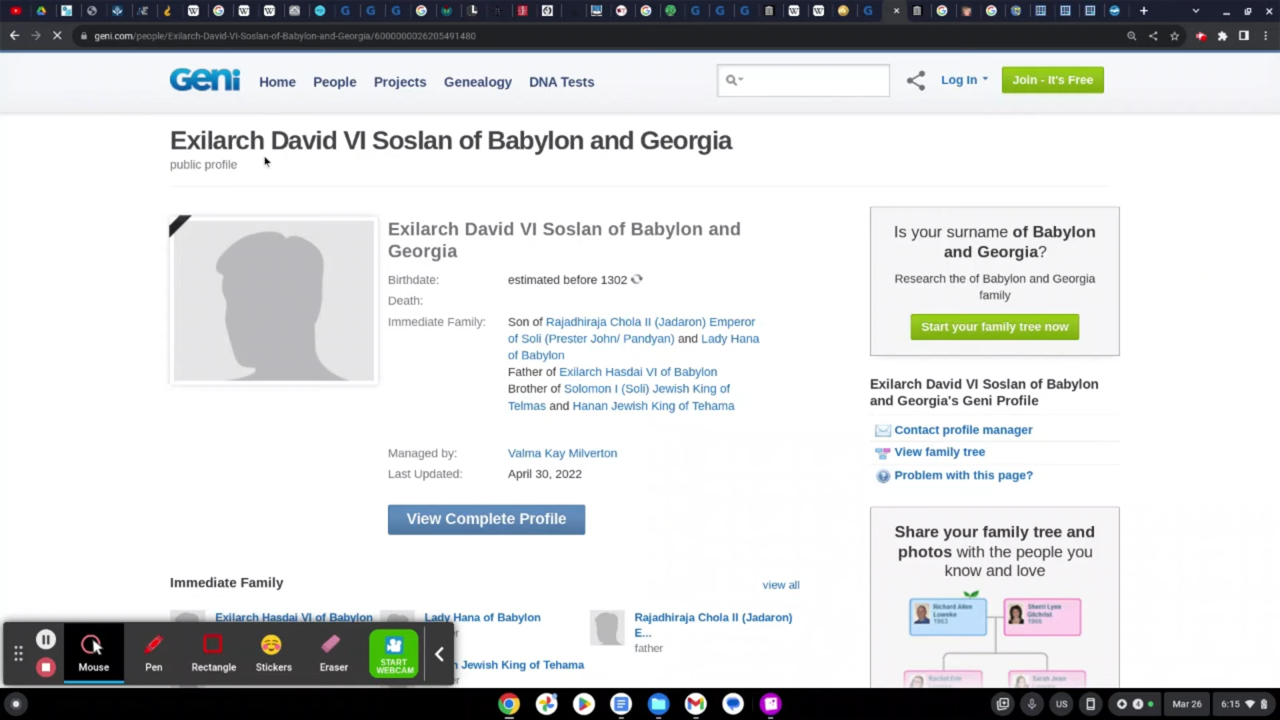 geni.com/people/Exilarch-David-VI-Soslan-of-Babylon-and-Georgia/6000000026205491480
Geni Home People Projects Genealogy DNA Tests Log In Join - It's Free
Exilarch David VI Soslan of Babylon and Georgia
public profile
Exilarch David VI Soslan of Babylon and
Georgia
Birthdate: estimated before 1302
Death:
Immediate Family: Son of Rajadhiraja Chola II (Jadaron) Emperor
of Soli (Prester John/ Pandyan) and Lady Hana
of Babylon
Father of Exilarch Hasdai VI of Babylon
Brother of Solomon I (Soli) Jewish King of
Telmas and Hanan Jewish King of Tehama
Managed by: Valma Kay Milverton
Last Updated: April 30, 2022
View Complete Profile
Is your surname of Babylon
and Georgia?
Research the of Babylon and Georgia
family
Start your family tree now
Exilarch David VI Soslan of Babylon
and Georgia's Geni Profile
Contact profile manager
View family tree
Problem with this page?
Share your family tree and
photos with the people you
know and love
Richard Allen
Loweke
1963
Sherri Lynn
Gilchrist
1966
Immediate Family view all
Exilarch Hasdai VI of Babylon
Lady Hana of Babylon
Rajadhiraja Chola II (Jadaron)
E...
father
Jewish King of Tehama
Mouse Pen Rectangle Stickers Eraser START
WEBCAM
US Mar 26 6:15